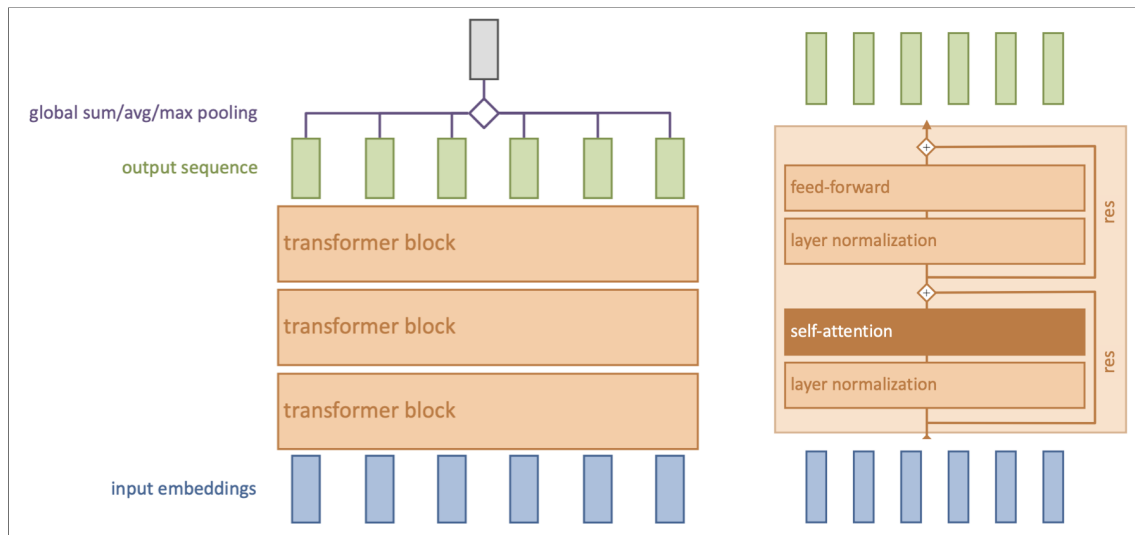 global sum/avg/max pooling
output sequence
transformer block
transformer block
transformer block
input embeddings
+
feed-forward
layer normalization
res
+
self-attention
layer normalization
res